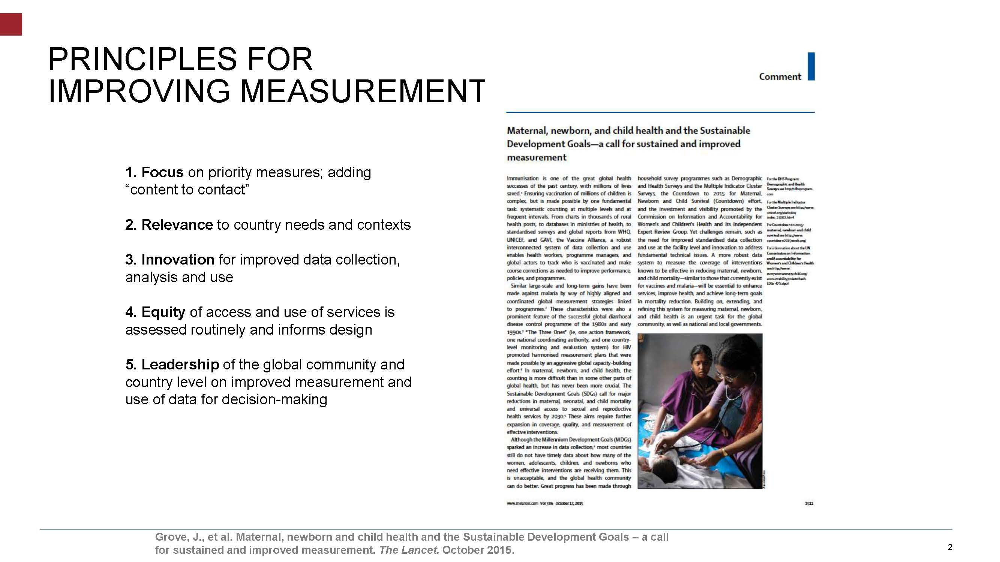 PRINCIPLES FOR
IMPROVING MEASUREMENT
1. Focus on priority measures; adding
“content to contact”
2. Relevance to country needs and contexts
3. Innovation for improved data collection,
analysis and use
4. Equity of access and use of services is
assessed routinely and informs design
5. Leadership of the global community and
country level on improved measurement and
use of data for decision-making
Comment
Maternal, newborn, and child health and the Sustainable
Development Goals—a call for sustained and improved
measurement
Immunisation is one of the great global health
successes of the past century, with millions of lives
saved.¹ Ensuring vaccination of millions of children is
complex, but is made possible by one fundamental
task: systematic counting at multiple levels and at
frequent intervals. From charts in thousands of rural
health posts, to databases in ministries of health, to
standardised surveys and global reports from WHO,
UNICEF, and GAVI, the Vaccine Alliance, a robust
interconnected system of data collection and use
enables health workers, programme managers, and
global actors to track who is vaccinated and make
course corrections as needed to improve performance,
policies, and programmes.
Similar large-scale and long-term gains have been
made against malaria by way of highly aligned and
coordinated global measurement strategies linked
to programmes.² These characteristics were also a
prominent feature of the successful global diarrhoeal
disease control programme of the 1980s and early
1990s.³ “The Three Ones” (ie, one action framework,
one national coordinating authority, and one country-
level monitoring and evaluation system) for HIV
promoted harmonised measurement plans that were
made possible by an aggressive global capacity-building
effort.⁴ In maternal, newborn, and child health, the
counting is more difficult than in some other parts of
global health, but has never been more crucial. The
Sustainable Development Goals (SDGs) call for major
reductions in maternal, neonatal, and child mortality
and universal access to sexual and reproductive
health services by 2030.⁵ These aims require further
expansion in coverage, quality, and measurement of
effective interventions.
Although the Millennium Development Goals (MDGs)
sparked an increase in data collection,⁶ most countries
still do not have timely data about how many of the
women, adolescents, children, and newborns who
need effective interventions are receiving them. This
is unacceptable, and the global health community
can do better. Great progress has been made through
household survey programmes such as Demographic
and Health Surveys and the Multiple Indicator Cluster
Surveys, the Countdown to 2015 for Maternal,
Newborn and Child Survival (Countdown) effort,
and the investment and visibility promoted by the
Commission on Information and Accountability for
Women's and Children's Health and its independent
Expert Review Group. Yet challenges remain, such as
the need for improved standardised data collection
and use at the facility level and innovation to address
fundamental technical issues. A more robust data
system to measure the coverage of interventions
known to be effective in reducing maternal, newborn,
and child mortality—similar to those that currently exist
for vaccines and malaria—will be essential to enhance
services, improve health, and achieve long-term goals
in mortality reduction. Building on, extending, and
refining this system for measuring maternal, newborn,
and child health is an urgent task for the global
community, as well as national and local governments.
For the DHS Program:
Demographic and Health
Surveys see http://dhsprogram.
com
For the Multiple Indicator
Cluster Surveys see http://www.
unicef.org/statistics/
index_24302.html
For Countdown to 2015:
maternal, newborn and child
survival see http://www.
countdown2015mnch.org/
For information about the UN
Commission on Information
and Accountability for
Women's and Children's Health
see http://www.
everywomaneverychild.org/
www.thelancet.com Vol 386 October 17, 2015
1511
Grove, J., et al. Maternal, newborn and child health and the Sustainable Development Goals – a call
for sustained and improved measurement. The Lancet. October 2015.
2